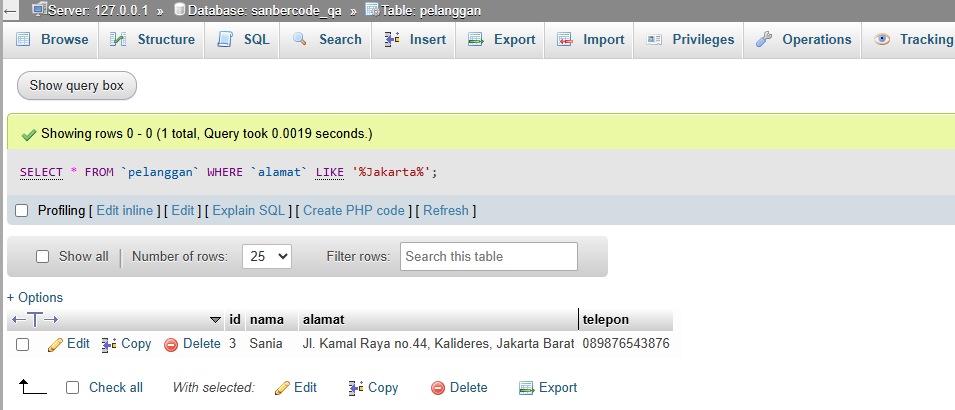 Server: 127.0.0.1 » Database: sanbercode_qa » Table: pelanggan
Browse Structure SQL Search Insert Export Import Privileges Operations Tracking
Show query box
Showing rows 0 - 0 (1 total, Query took 0.0019 seconds.)
SELECT * FROM `pelanggan` WHERE `alamat` LIKE '%Jakarta%';
Profiling [ Edit inline ] [ Edit ] [ Explain SQL ] [ Create PHP code ] [ Refresh ]
Show all Number of rows: 25 Filter rows: Search this table
+ Options
←T→ id nama alamat telepon
Edit Copy Delete 3 Sania Jl. Kamal Raya no.44, Kalideres, Jakarta Barat 089876543876
Check all With selected: Edit Copy Delete Export